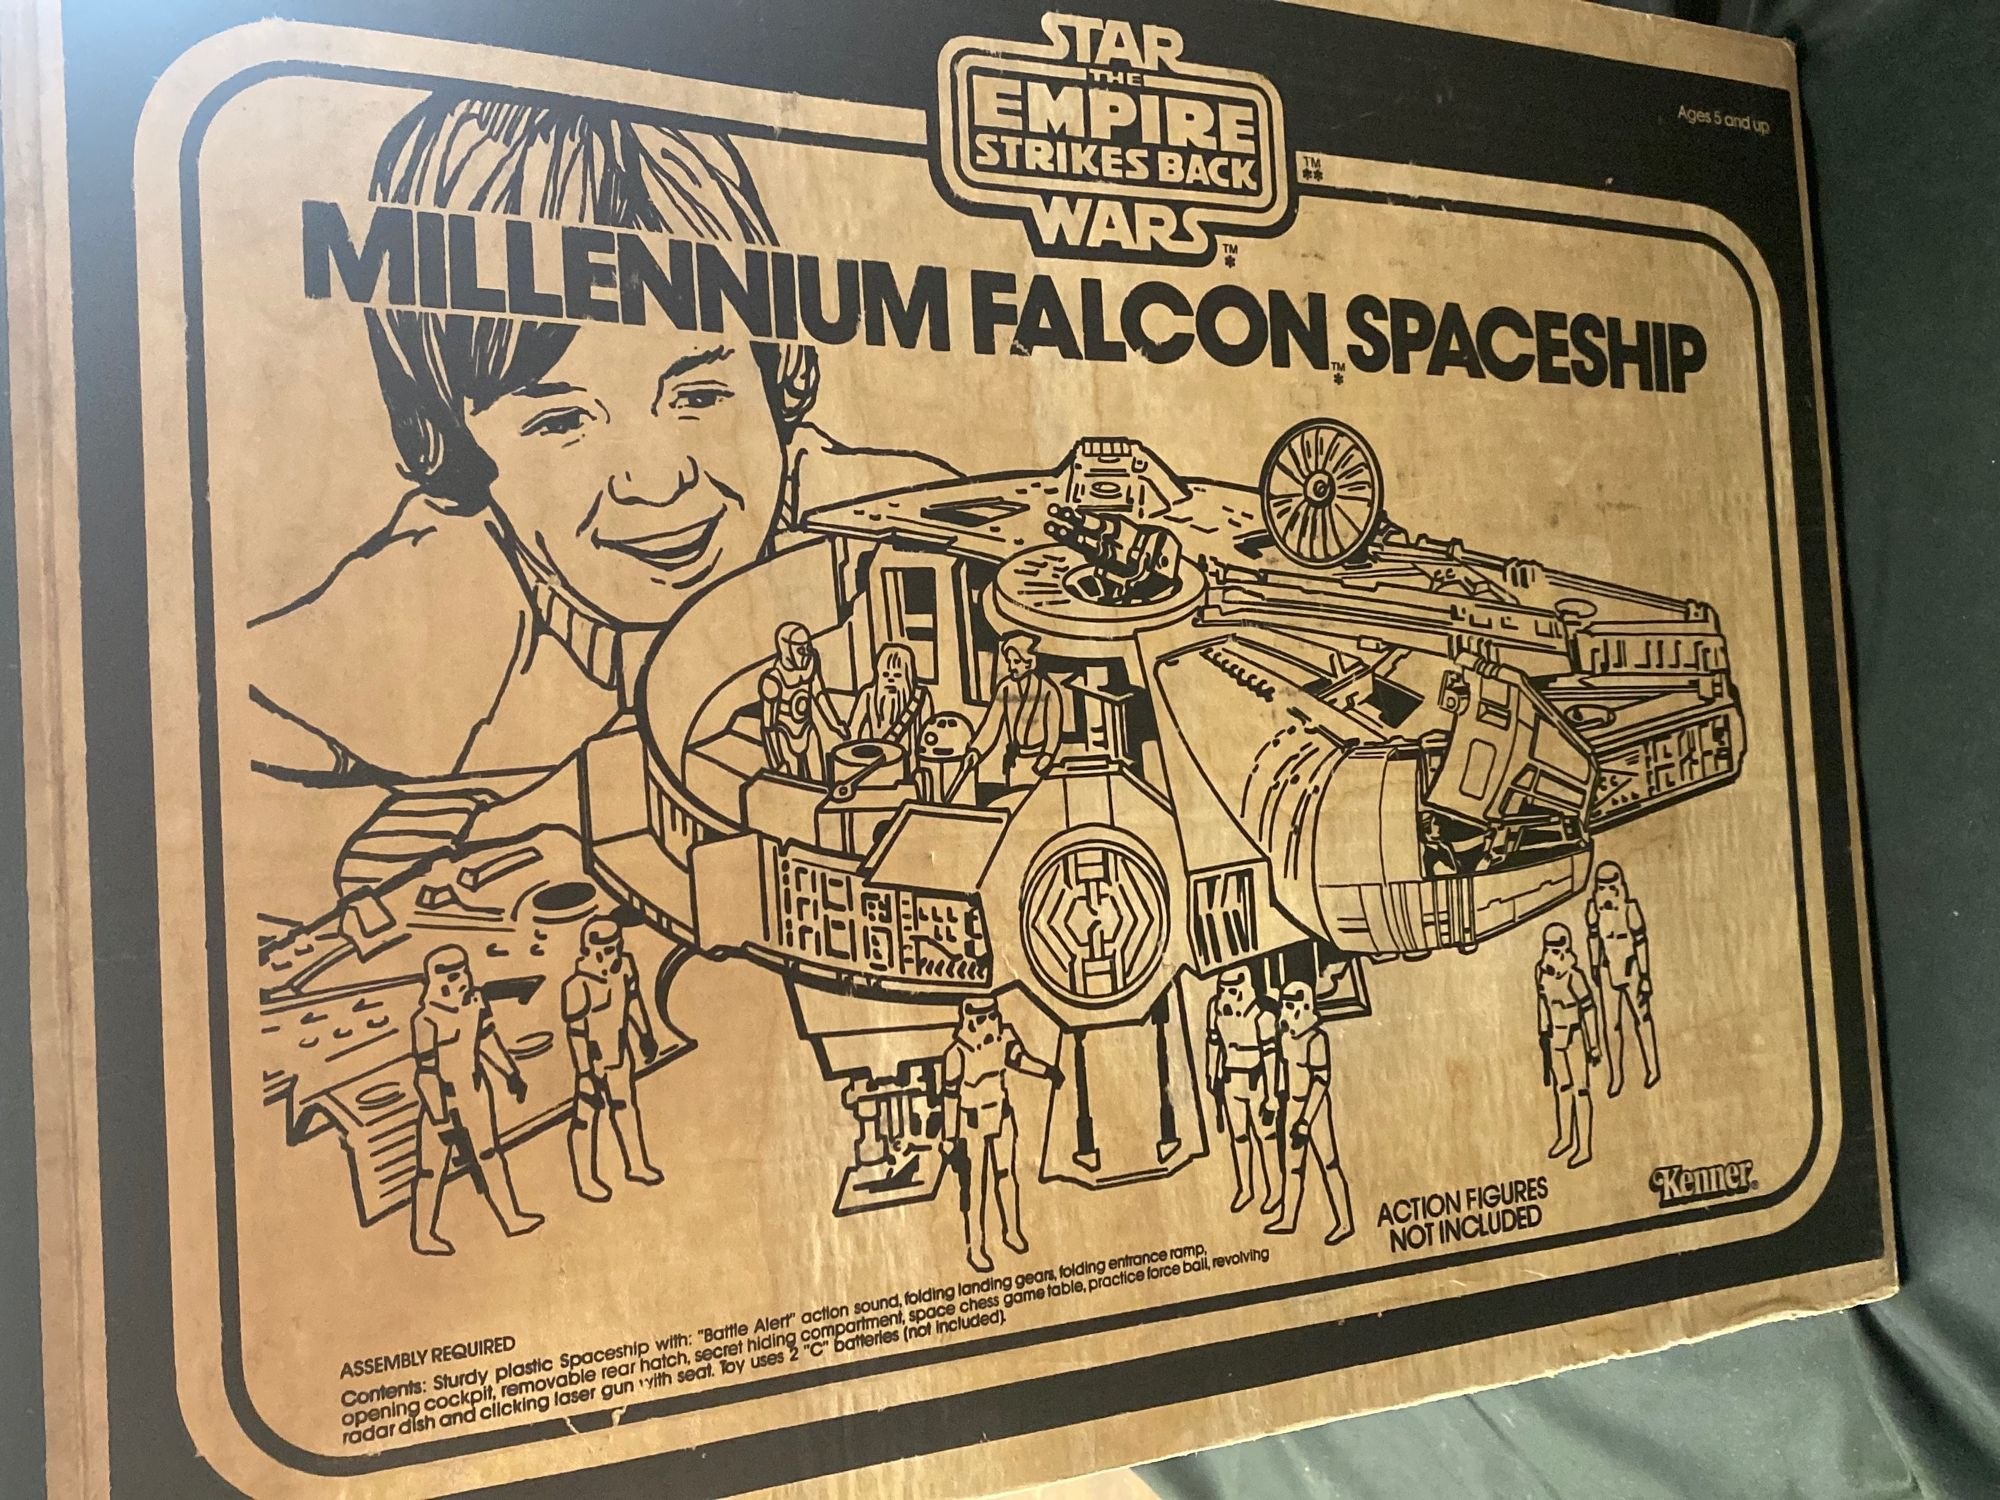 STAR
THE
EMPIRE
STRIKES BACK
WARS
TM
*
TM
**
Ages 5 and up
MILLENNIUM FALCON SPACESHIP
TM
*
ACTION FIGURES
NOT INCLUDED
Kenner®
ASSEMBLY REQUIRED
Contents: Sturdy plastic Spaceship with: "Battle Alert" action sound, folding landing gears, folding entrance ramp,
opening cockpit, removable rear hatch, secret hiding compartment, space chess game table, practice force ball, revolving
radar dish and clicking laser gun with seat. Toy uses 2 "C" batteries (not included).